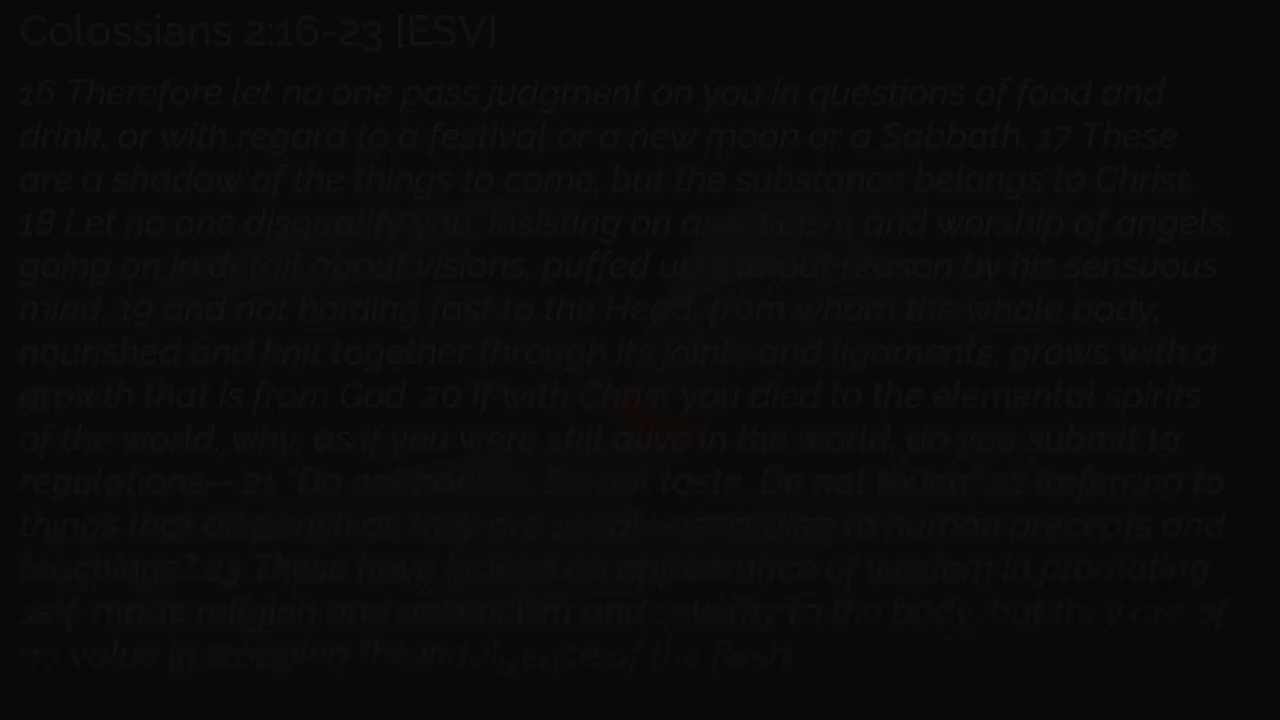 Colossians 2:16-23 [ESV]
16 Therefore let no one pass judgment on you in questions of food and
drink, or with regard to a festival or a new moon or a Sabbath. 17 These
are a shadow of the things to come, but the substance belongs to Christ.
18 Let no one disqualify you, insisting on asceticism and worship of angels,
going on in detail about visions, puffed up without reason by his sensuous
mind, 19 and not holding fast to the Head, from whom the whole body,
nourished and knit together through its joints and ligaments, grows with a
growth that is from God. 20 If with Christ you died to the elemental spirits
of the world, why, as if you were still alive in the world, do you submit to
regulations— 21 "Do not handle, Do not taste, Do not touch" 22 (referring to
things that all perish as they are used)—according to human precepts and
teachings? 23 These have indeed an appearance of wisdom in promoting
self- made religion and asceticism and severity to the body, but they are of
no value in stopping the indulgence of the flesh.